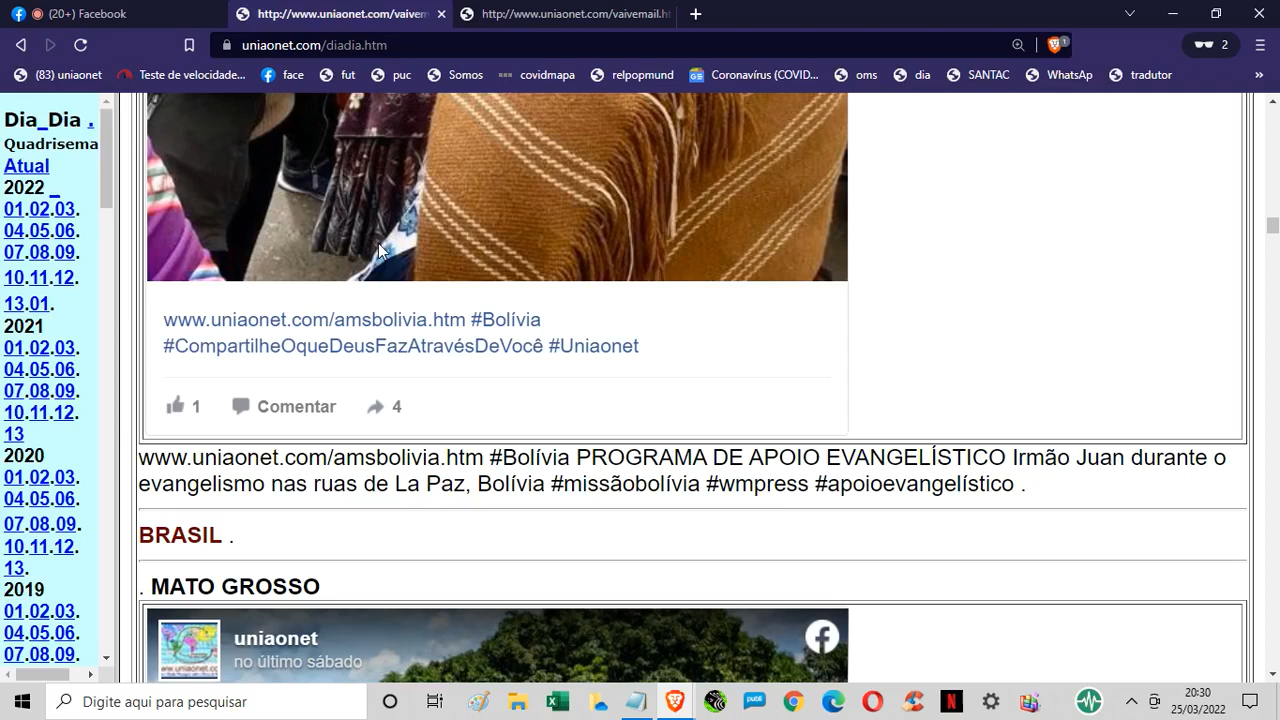 (20+) Facebook
http://www.uniaonet.com/vaivem
http://www.uniaonet.com/vaivemail.ht
uniaonet.com/diadia.htm
1
2
(83) uniaonet
Teste de velocidade...
face
fut
puc
Somos
covidmapa
relpopmund
Coronavírus (COVID...
oms
dia
SANTAC
WhatsApp
tradutor
»
Dia_Dia .
Quadrisema
Atual
2022 _
01.02.03.
04.05.06.
07.08.09.
10.11.12.
13.01.
2021
01.02.03.
04.05.06.
07.08.09.
10.11.12.
13
2020
01.02.03.
04.05.06.
07.08.09.
10.11.12.
13.
2019
01.02.03.
04.05.06.
07.08.09.
www.uniaonet.com/amsbolivia.htm #Bolívia
#CompartilheOqueDeusFazAtravésDeVocê #Uniaonet
1 Comentar 4
www.uniaonet.com/amsbolivia.htm #Bolívia PROGRAMA DE APOIO EVANGELÍSTICO Irmão Juan durante o
evangelismo nas ruas de La Paz, Bolívia #missãobolívia #wmpress #apoioevangelístico .
BRASIL .
. MATO GROSSO
uniaonet
no último sábado
www.uniaonet.cc
Digite aqui para pesquisar
20:30
25/03/2022